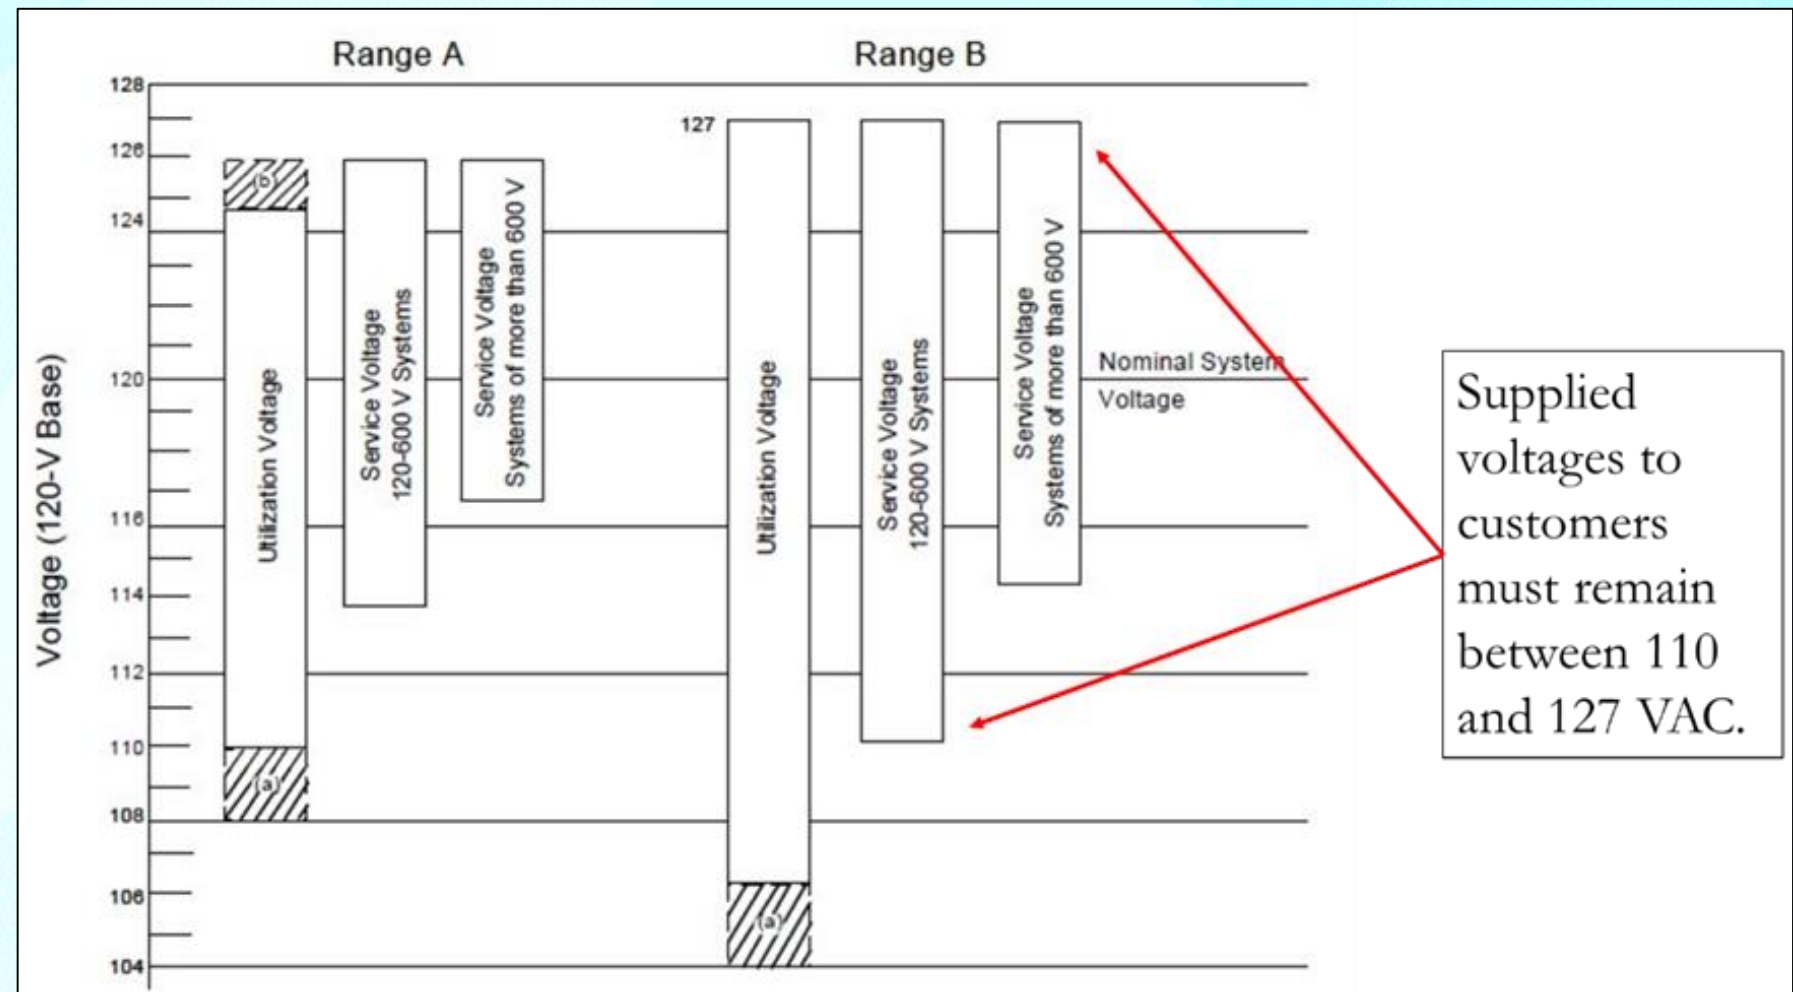 Range A
Range B
128
126
124
120
116
114
112
110
108
106
104
127
Voltage (120-V Base)
(b)
Utilization Voltage
(a)
Service Voltage
120-600 V Systems
Service Voltage
Systems of more than 600 V
Utilization Voltage
(a)
Service Voltage
120-600 V Systems
Service Voltage
Systems of more than 600 V
Nominal System
Voltage
Supplied
voltages to
customers
must remain
between 110
and 127 VAC.